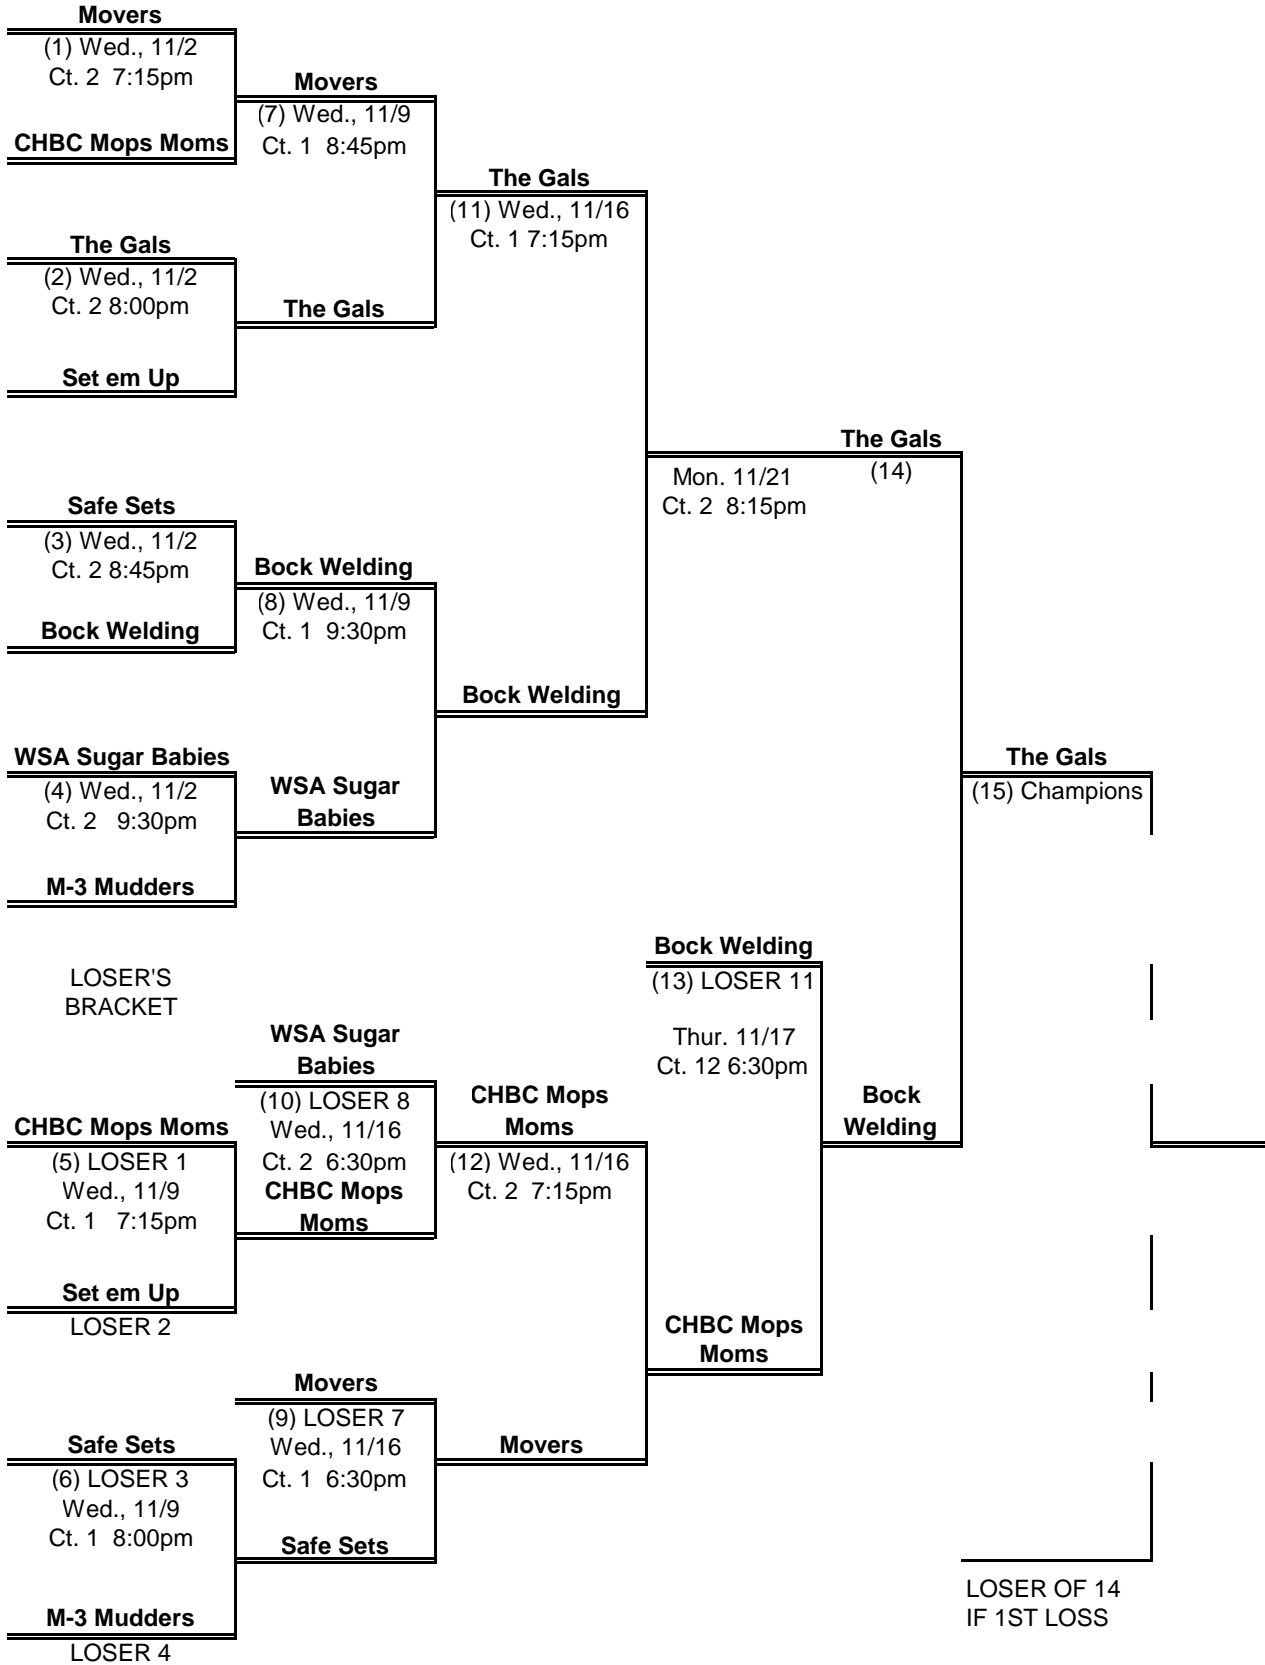 Movers
(1) Wed., 11/2
Ct. 2  7:15pm
CHBC Mops Moms
Movers
(7) Wed., 11/9
Ct. 1  8:45pm
The Gals
(2) Wed., 11/2
Ct. 2 8:00pm
Set em Up
The Gals
The Gals
(11) Wed., 11/16
Ct. 1 7:15pm
Safe Sets
(3) Wed., 11/2
Ct. 2 8:45pm
Bock Welding
Bock Welding
(8) Wed., 11/9
Ct. 1  9:30pm
WSA Sugar Babies
(4) Wed., 11/2
Ct. 2   9:30pm
M-3 Mudders
WSA Sugar
Babies
Bock Welding
The Gals
Mon. 11/21
(14)
Ct. 2  8:15pm
The Gals
(15) Champions
LOSER'S
BRACKET
CHBC Mops Moms
(5) LOSER 1
Wed., 11/9
Ct. 1   7:15pm
Set em Up
LOSER 2
WSA Sugar
Babies
(10) LOSER 8
Wed., 11/16
Ct. 2  6:30pm
CHBC Mops
Moms
CHBC Mops
Moms
(12) Wed., 11/16
Ct. 2  7:15pm
Bock Welding
(13) LOSER 11
Thur. 11/17
Ct. 12 6:30pm
Bock
Welding
Safe Sets
(6) LOSER 3
Wed., 11/9
Ct. 1  8:00pm
M-3 Mudders
LOSER 4
Movers
(9) LOSER 7
Wed., 11/16
Ct. 1  6:30pm
Safe Sets
Movers
CHBC Mops
Moms
LOSER OF 14
IF 1ST LOSS